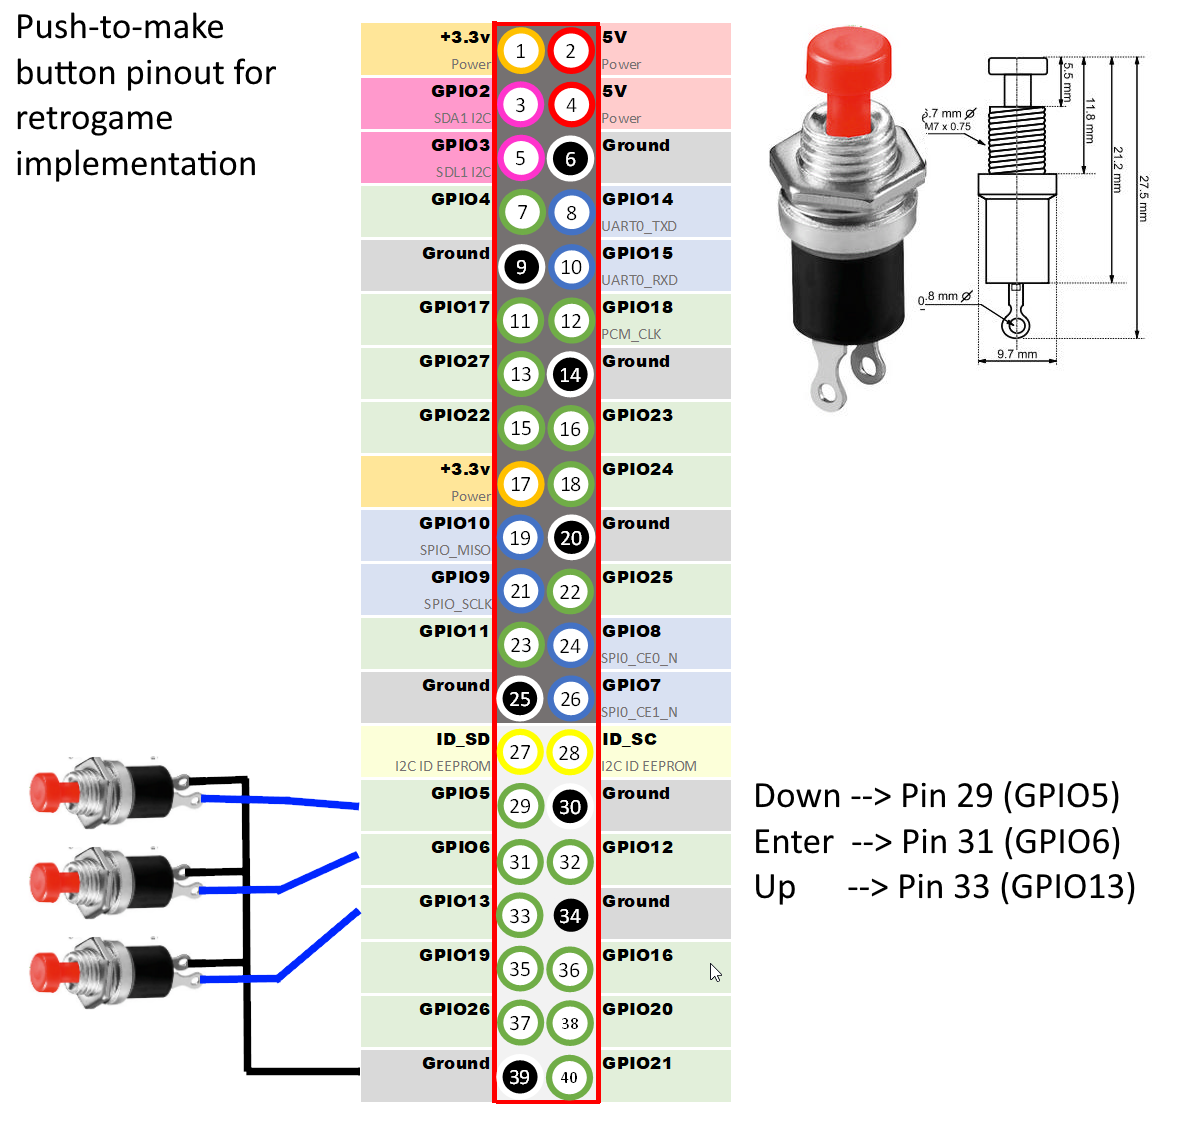 Push-to-make
button pinout for
retrogame
implementation
+3.3v 1 2 5V
Power Power
GPIO2 3 4 5V
SDA1 I2C Power
GPIO3 5 6 Ground
SDL1 I2C
GPIO4 7 8 GPIO14
UART0_TXD
Ground 9 10 GPIO15
UART0_RXD
GPIO17 11 12 GPIO18
PCM_CLK
GPIO27 13 14 Ground
GPIO22 15 16 GPIO23
+3.3v 17 18 GPIO24
Power
GPIO10 19 20 Ground
SPIO_MISO
GPIO9 21 22 GPIO25
SPIO_SCLK
GPIO11 23 24 GPIO8
SPI0_CE0_N
Ground 25 26 GPIO7
SPI0_CE1_N
ID_SD 27 28 ID_SC
I2C ID EEPROM I2C ID EEPROM
GPIO5 29 30 Ground
GPIO6 31 32 GPIO12
GPIO13 33 34 Ground
GPIO19 35 36 GPIO16
GPIO26 37 38 GPIO20
Ground 39 40 GPIO21
5.5 mm
11.8 mm
21.2 mm
27.5 mm
6.7 mm Ø
M7 x 0.75
0.8 mm Ø
9.7 mm
Down --> Pin 29 (GPIO5)
Enter --> Pin 31 (GPIO6)
Up --> Pin 33 (GPIO13)